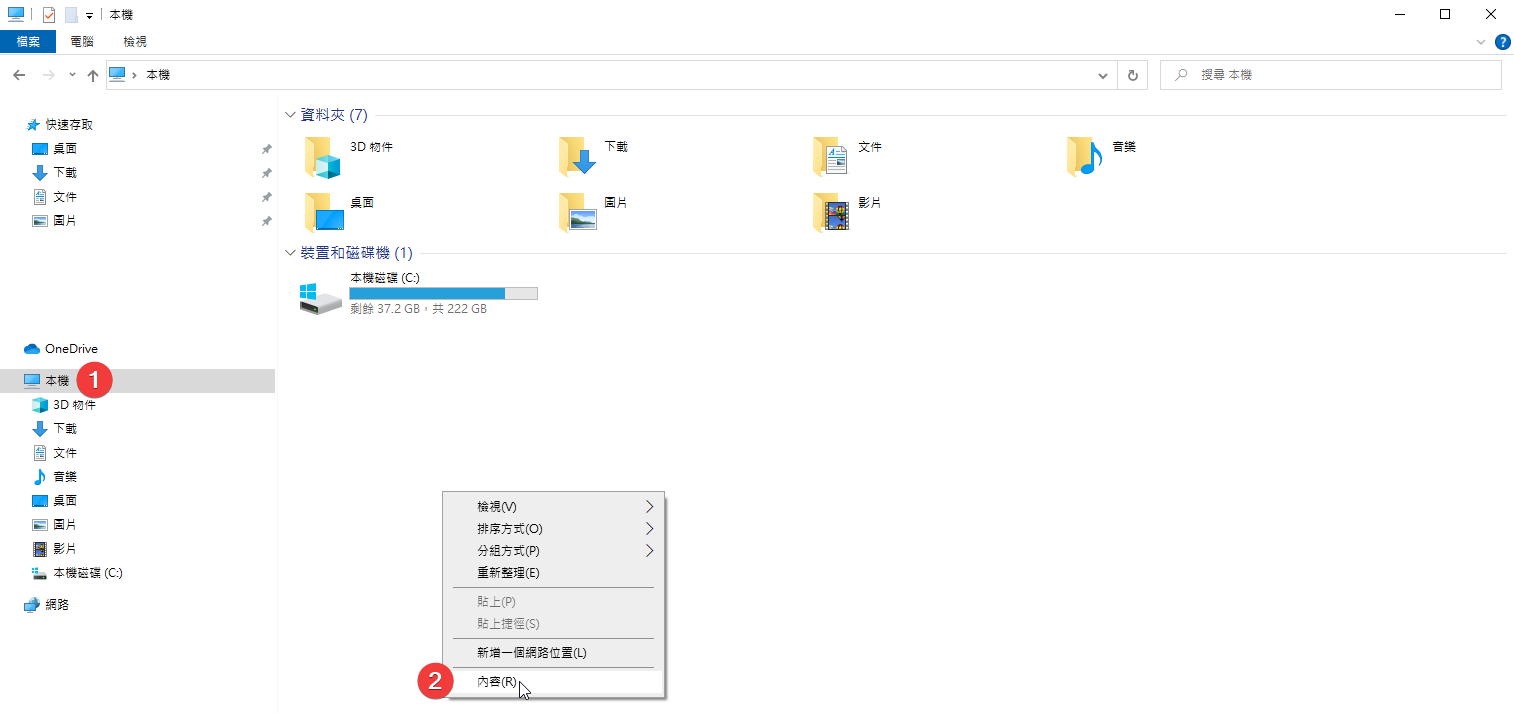 本機
檔案 電腦 檢視
?
本機
搜尋 本機
快速存取
桌面
下載
文件
圖片
OneDrive
本機
1
3D 物件
下載
文件
音樂
桌面
圖片
影片
本機磁碟 (C:)
網路
資料夾 (7)
3D 物件
下載
文件
音樂
桌面
圖片
影片
裝置和磁碟機 (1)
本機磁碟 (C:)
剩餘 37.2 GB，共 222 GB
檢視(V)
排序方式(O)
分組方式(P)
重新整理(E)
貼上(P)
貼上捷徑(S)
新增一個網路位置(L)
2
內容(R)